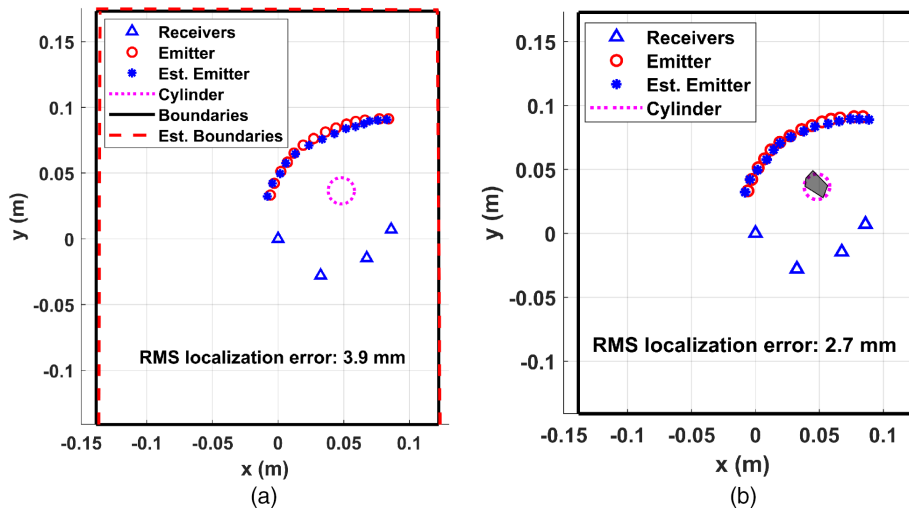 0.15
0.1
0.05
0
-0.05
-0.1
y (m)
Receivers
Emitter
Est. Emitter
Cylinder
Boundaries
Est. Boundaries
RMS localization error: 3.9 mm
-0.15
-0.1
-0.05
0
0.05
0.1
x (m)
(a)
0.15
0.1
0.05
0
-0.05
-0.1
y (m)
Receivers
Emitter
Est. Emitter
Cylinder
RMS localization error: 2.7 mm
-0.15
-0.1
-0.05
0
0.05
0.1
x (m)
(b)